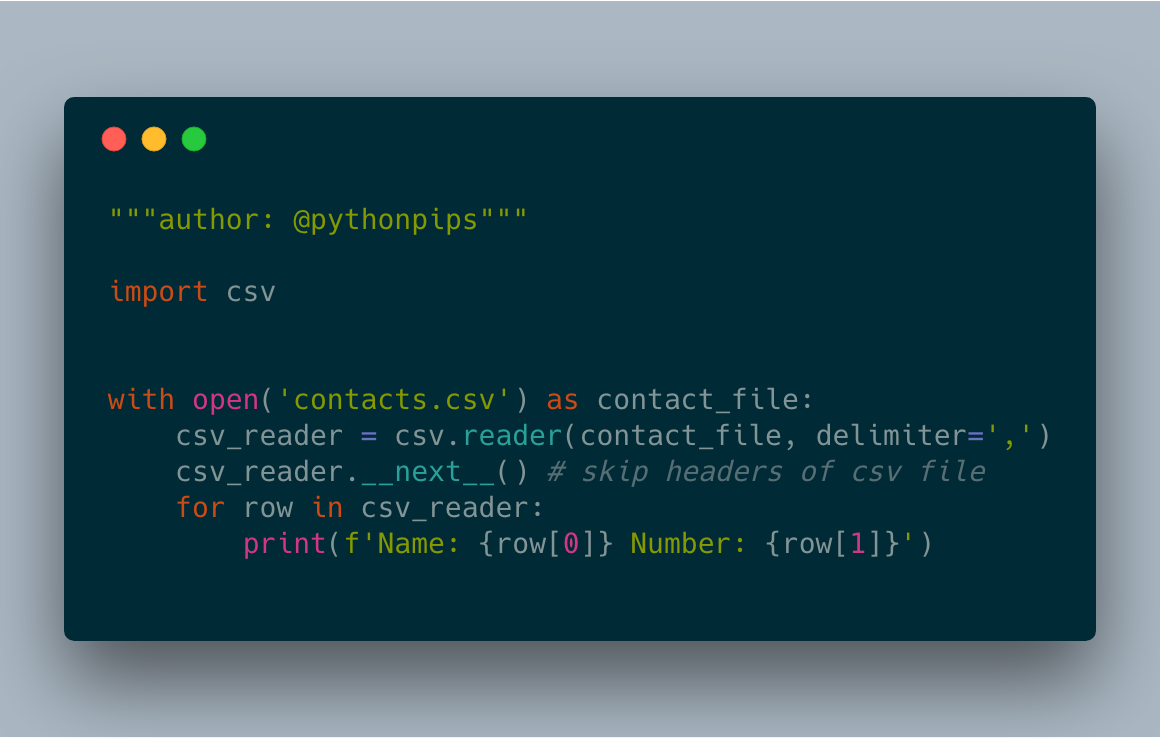 """author: @pythonpips"""
import csv
with open('contacts.csv') as contact_file:
    csv_reader = csv.reader(contact_file, delimiter=',')
    csv_reader.__next__() # skip headers of csv file
    for row in csv_reader:
        print(f'Name: {row[0]} Number: {row[1]}')